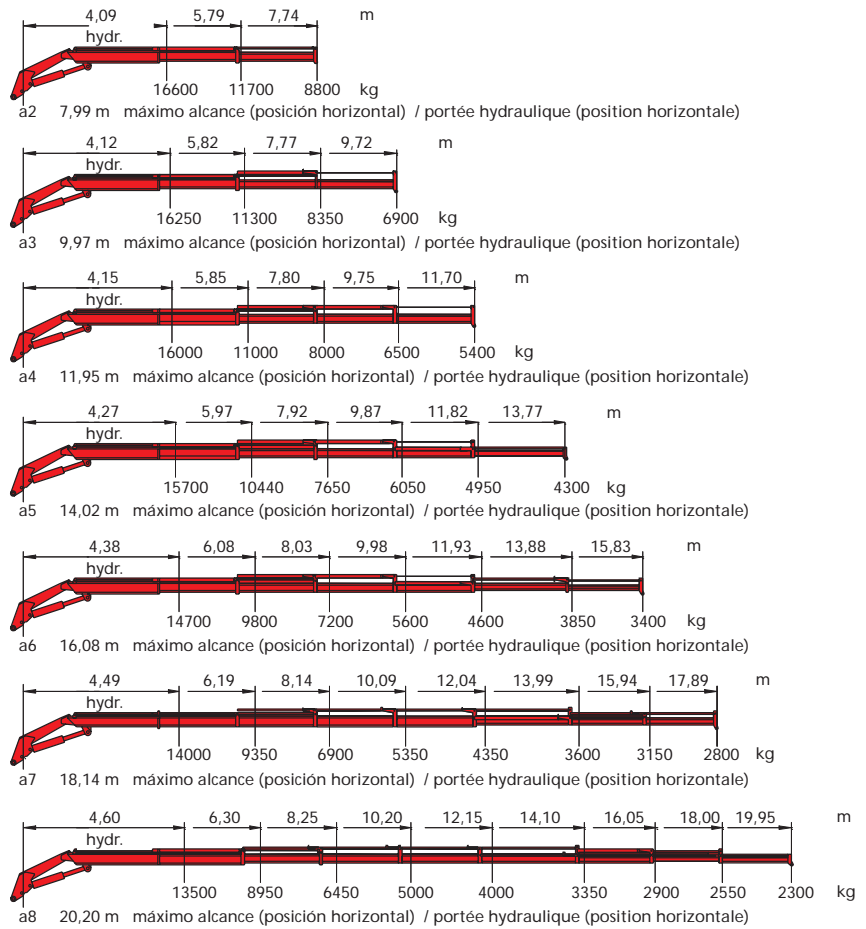 4,09 5,79 7,74 m
hydr.
16600 11700 8800 kg
a2 7,99 m máximo alcance (posición horizontal) / portée hydraulique (position horizontale)
4,12 5,82 7,77 9,72 m
hydr.
16250 11300 8350 6900 kg
a3 9,97 m máximo alcance (posición horizontal) / portée hydraulique (position horizontale)
4,15 5,85 7,80 9,75 11,70 m
hydr.
16000 11000 8000 6500 5400 kg
a4 11,95 m máximo alcance (posición horizontal) / portée hydraulique (position horizontale)
4,27 5,97 7,92 9,87 11,82 13,77 m
hydr.
15700 10440 7650 6050 4950 4300 kg
a5 14,02 m máximo alcance (posición horizontal) / portée hydraulique (position horizontale)
4,38 6,08 8,03 9,98 11,93 13,88 15,83 m
hydr.
14700 9800 7200 5600 4600 3850 3400 kg
a6 16,08 m máximo alcance (posición horizontal) / portée hydraulique (position horizontale)
4,49 6,19 8,14 10,09 12,04 13,99 15,94 17,89 m
hydr.
14000 9350 6900 5350 4350 3600 3150 2800 kg
a7 18,14 m máximo alcance (posición horizontal) / portée hydraulique (position horizontale)
4,60 6,30 8,25 10,20 12,15 14,10 16,05 18,00 19,95 m
hydr.
13500 8950 6450 5000 4000 3350 2900 2550 2300 kg
a8 20,20 m máximo alcance (posición horizontal) / portée hydraulique (position horizontale)